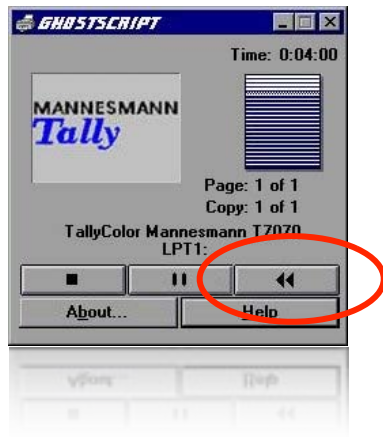 GHOSTSCRIPT
Time: 0:04:00
MANNESMANN
Tally
Page: 1 of 1
Copy: 1 of 1
TallyColor Mannesmann T7070
LPT1:
About...
Help